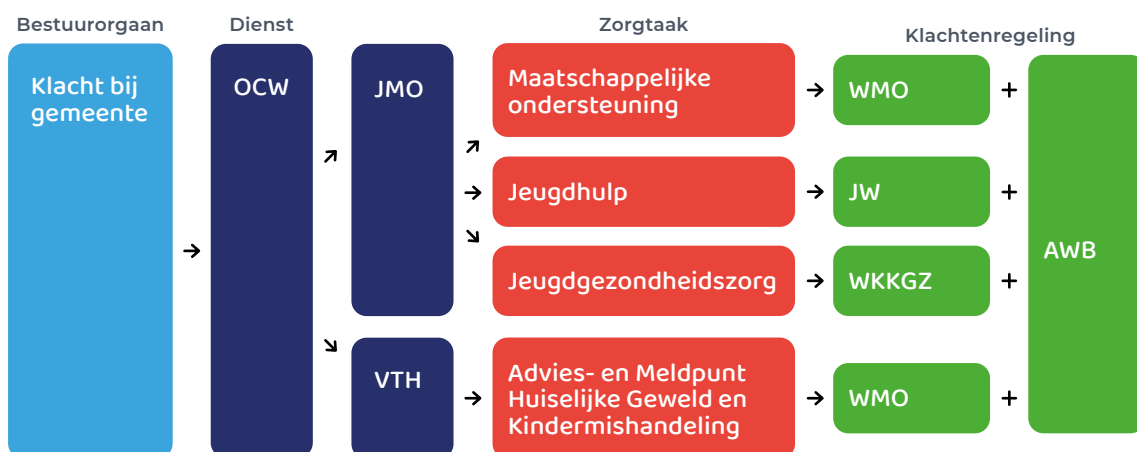 Bestuurorgaan
Dienst
Zorgtaak
Klachtenregeling
Klacht bij
gemeente
OCW
JMO
Maatschappelijke
ondersteuning
WMO
+
Jeugdhulp
JW
+
Jeugdgezondheidszorg
WKKGZ
+
AWB
VTH
Advies- en Meldpunt
Huiselijke Geweld en
Kindermishandeling
WMO
+